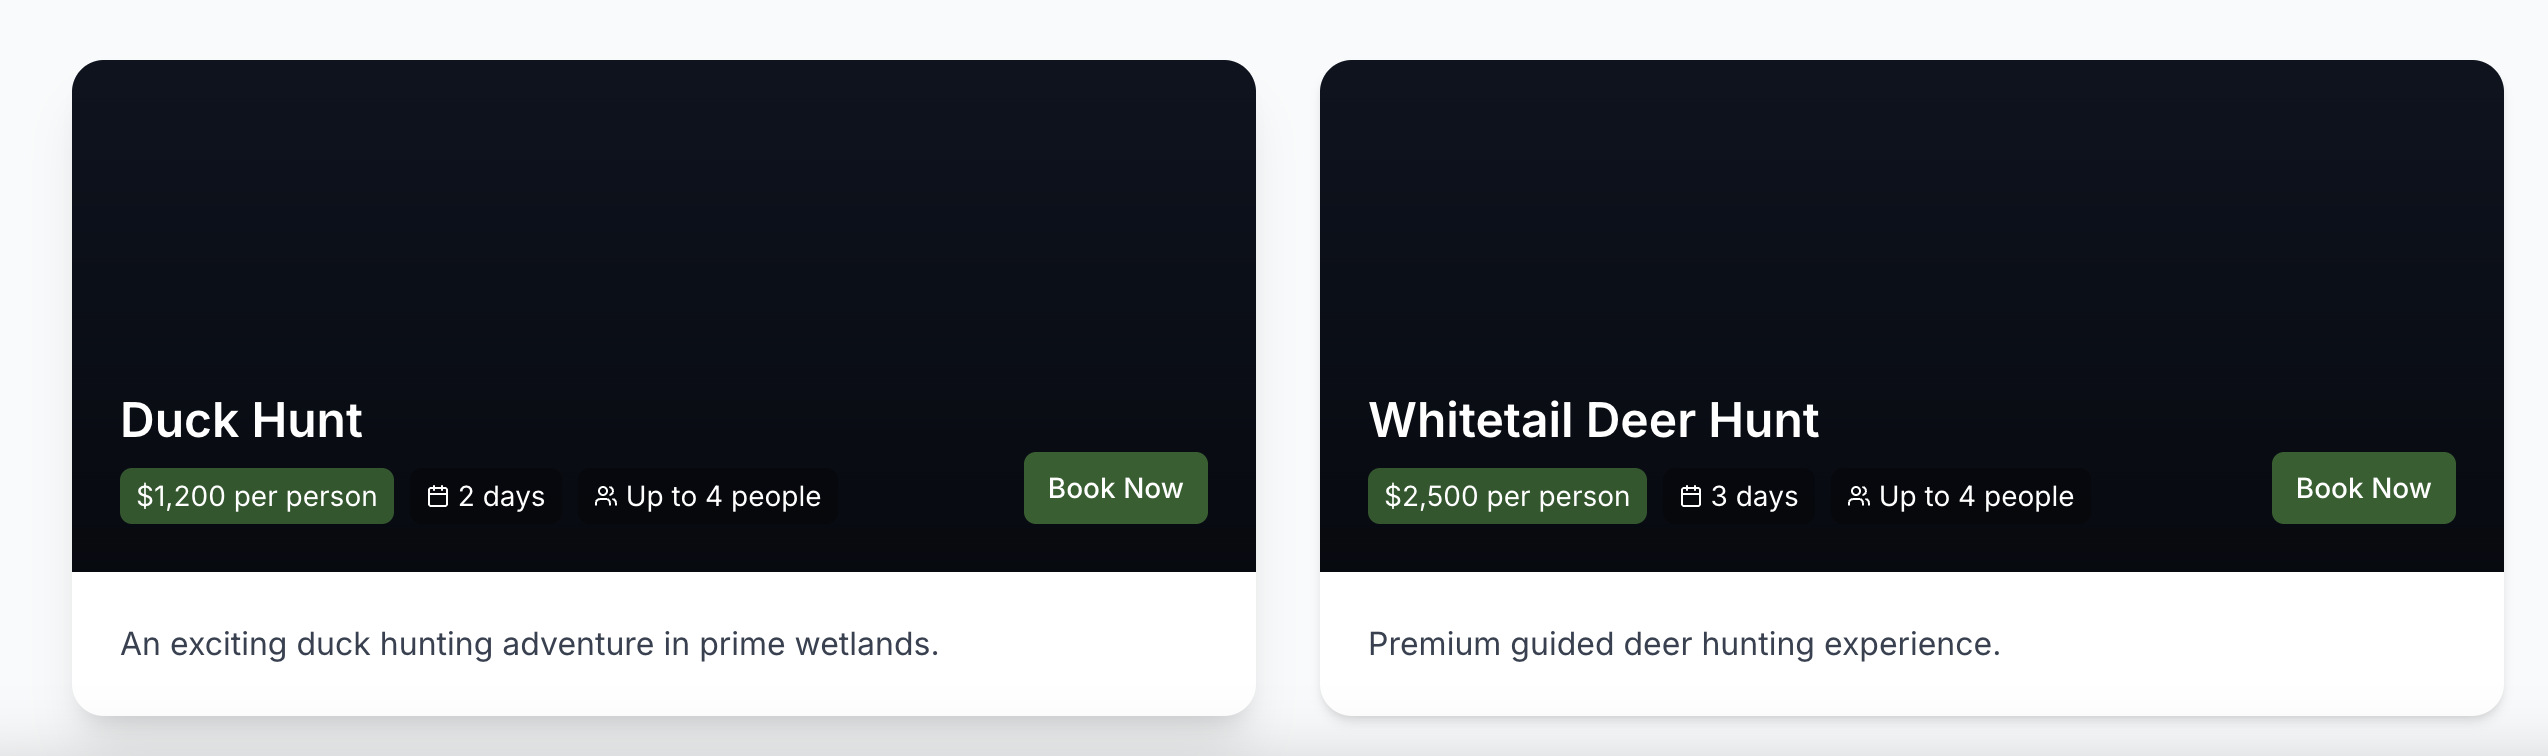 Duck Hunt
$1,200 per person
2 days
Up to 4 people
Book Now
An exciting duck hunting adventure in prime wetlands.
Whitetail Deer Hunt
$2,500 per person
3 days
Up to 4 people
Book Now
Premium guided deer hunting experience.